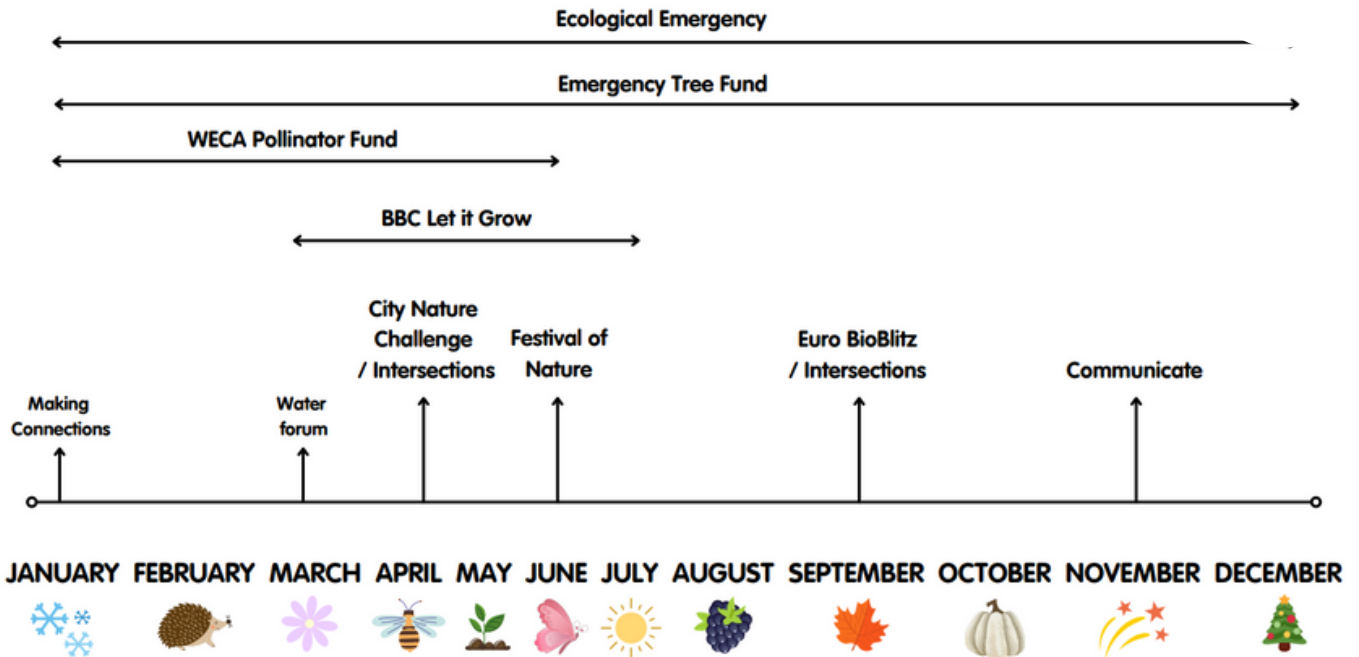 Ecological Emergency
Emergency Tree Fund
WECA Pollinator Fund
BBC Let it Grow
City Nature
Challenge
/ Intersections
Festival of
Nature
Euro BioBlitz
/ Intersections
Communicate
Making
Connections
Water
forum
JANUARY FEBRUARY MARCH APRIL MAY JUNE JULY AUGUST SEPTEMBER OCTOBER NOVEMBER DECEMBER